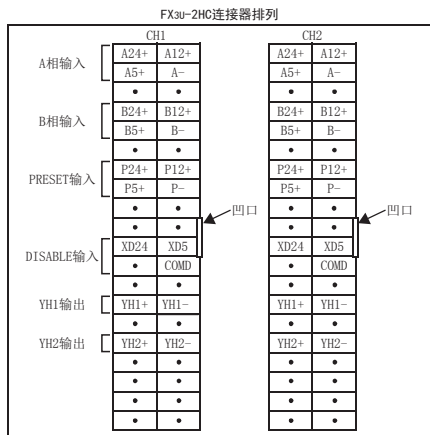 FX3U-2HC连接器排列
CH1 CH2
A相输入 A24+ A12+ A24+ A12+
A5+ A- A5+ A-
• • • •
B相输入 B24+ B12+ B24+ B12+
B5+ B- B5+ B-
• • • •
PRESET输入 P24+ P12+ P24+ P12+
P5+ P- P5+ P-
• • 凹口 • • 凹口
• • • •
DISABLE输入 XD24 XD5 XD24 XD5
• COMD • COMD
• • • •
YH1输出 YH1+ YH1- YH1+ YH1-
• • • •
YH2输出 YH2+ YH2- YH2+ YH2-
• • • •
• • • •
• • • •
• • • •